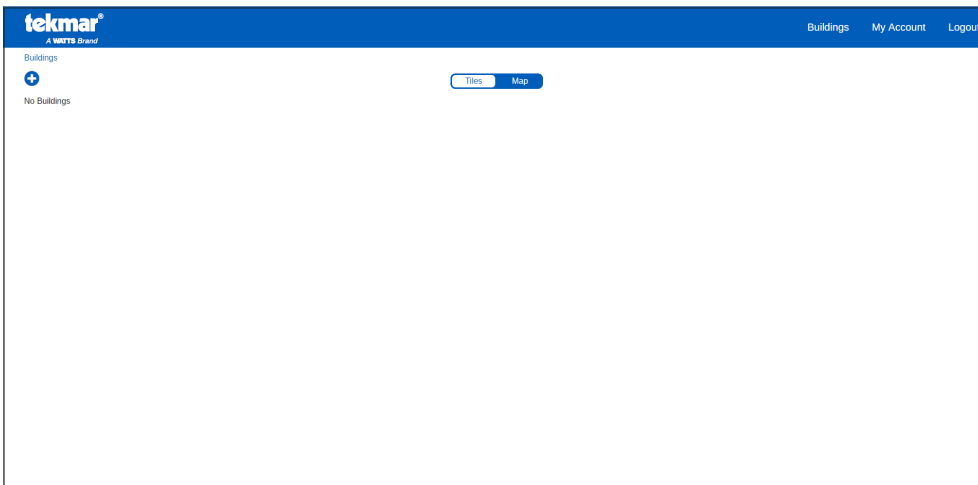 tekmar®
A WATTS Brand
Buildings My Account Logout
Buildings
Tiles Map
No Buildings